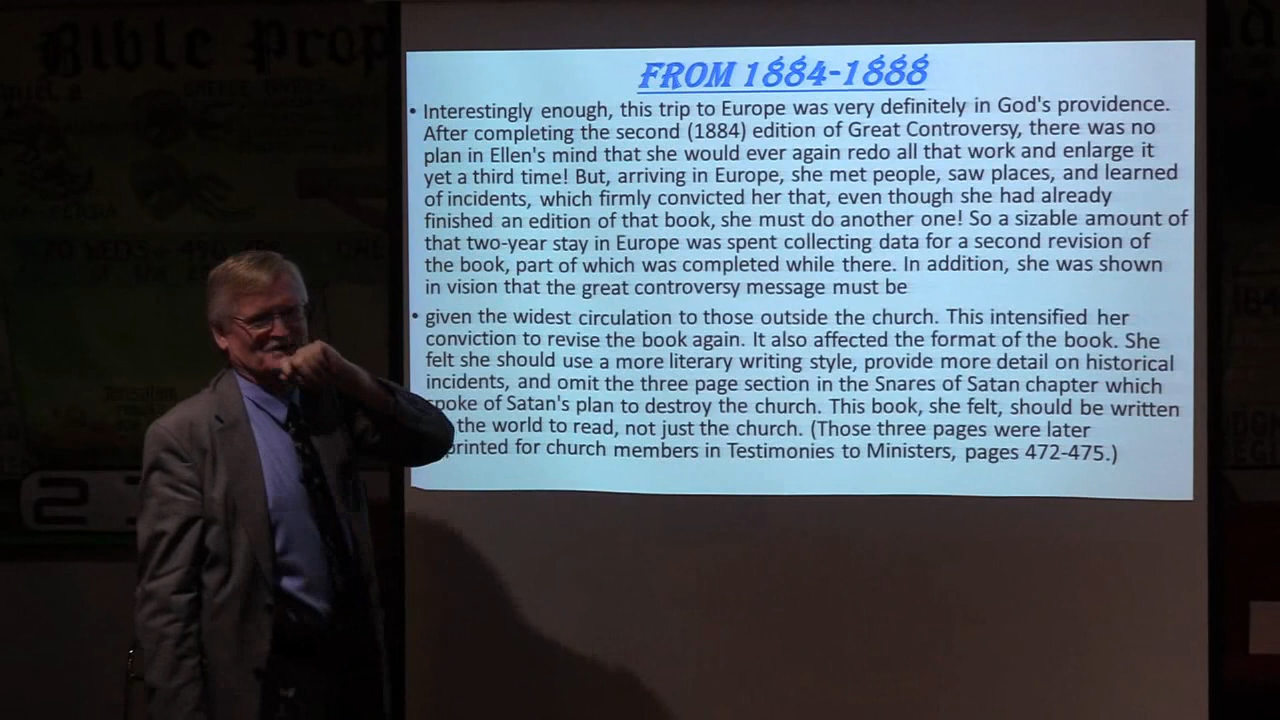 Bible Prop
FROM 1884-1888
• Interestingly enough, this trip to Europe was very definitely in God's providence.
After completing the second (1884) edition of Great Controversy, there was no
plan in Ellen's mind that she would ever again redo all that work and enlarge it
yet a third time! But, arriving in Europe, she met people, saw places, and learned
of incidents, which firmly convicted her that, even though she had already
finished an edition of that book, she must do another one! So a sizable amount of
that two-year stay in Europe was spent collecting data for a second revision of
the book, part of which was completed while there. In addition, she was shown
in vision that the great controversy message must be
• given the widest circulation to those outside the church. This intensified her
conviction to revise the book again. It also affected the format of the book. She
felt she should use a more literary writing style, provide more detail on historical
incidents, and omit the three page section in the Snares of Satan chapter which
spoke of Satan's plan to destroy the church. This book, she felt, should be written
the world to read, not just the church. (Those three pages were later
printed for church members in Testimonies to Ministers, pages 472-475.)